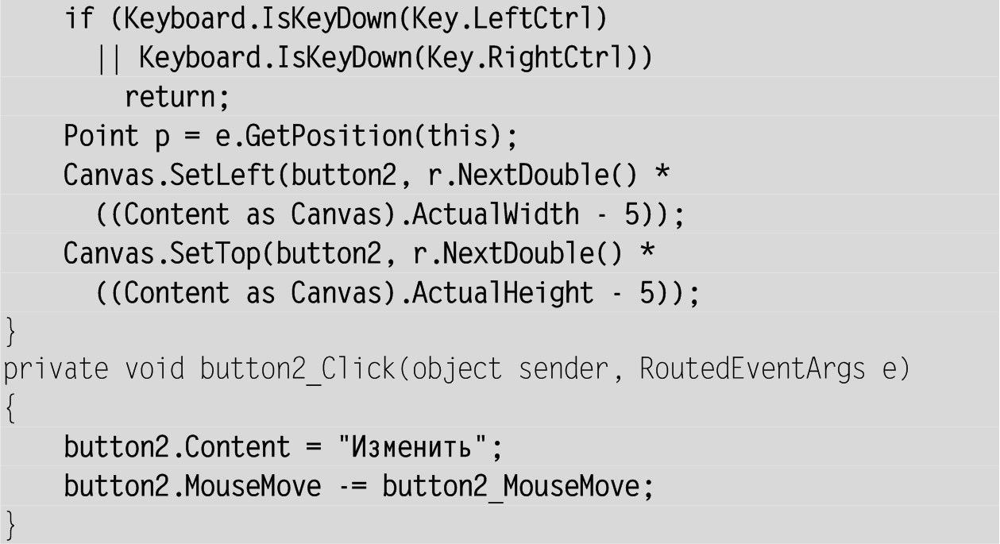 if (Keyboard.IsKeyDown(Key.LeftCtrl)
|| Keyboard.IsKeyDown(Key.RightCtrl))
return;
Point p = e.GetPosition(this);
Canvas.SetLeft(button2, r.NextDouble() *
((Content as Canvas).ActualWidth - 5));
Canvas.SetTop(button2, r.NextDouble() *
((Content as Canvas).ActualHeight - 5));
}
private void button2_Click(object sender, RoutedEventArgs e)
{
button2.Content = "Изменить";
button2.MouseMove -= button2_MouseMove;
}